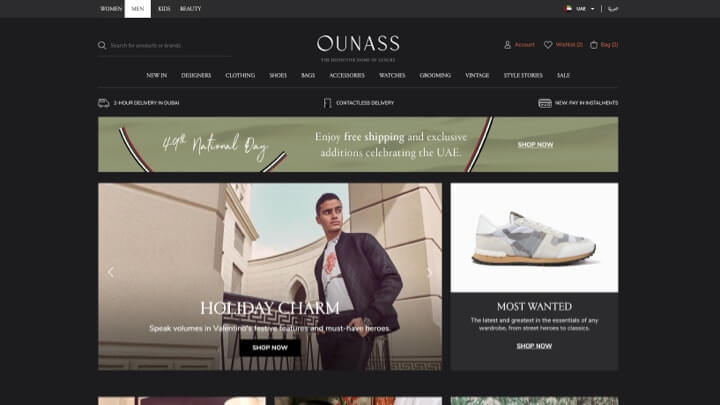 WOMEN MEN KIDS BEAUTY UAE عربية
Search for products or brands
OUNASS
THE DEFINITIVE HOME OF LUXURY
Account Wishlist (2) Bag (3)
NEW IN DESIGNERS CLOTHING SHOES BAGS ACCESSORIES WATCHES GROOMING VINTAGE STYLE STORIES SALE
2-HOUR DELIVERY IN DUBAI CONTACTLESS DELIVERY NEW: PAY IN INSTALMENTS
49th National Day
Enjoy free shipping and exclusive
additions celebrating the UAE.
SHOP NOW
HOLIDAY CHARM
Speak volumes in Valentino's festive features and must-have heroes.
SHOP NOW
MOST WANTED
The latest and greatest in the essentials of any
wardrobe, from street heroes to classics.
SHOP NOW